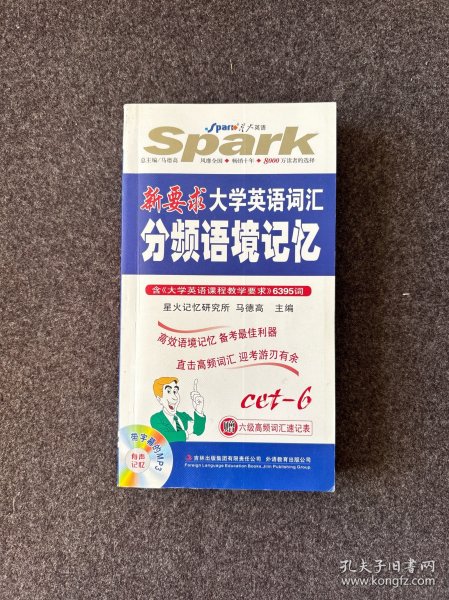 Spark星火英语
Spark
总主编/马德高 风靡全国◆畅销十年◆8000万读者的选择
新要求大学英语词汇
分频语境记忆
含《大学英语课程教学要求》6395词
星火记忆研究所 马德高 主编
高效语境记忆 备考最佳利器
直击高频词汇 迎考游刃有余
cet-6
赠 六级高频词汇速记表
带字幕的MP3
有声记忆
吉林出版集团有限责任公司 外语教育出版公司
Foreign Language Education Books, Jilin Publishing Group
孔夫子旧书网
www.kongfz.com